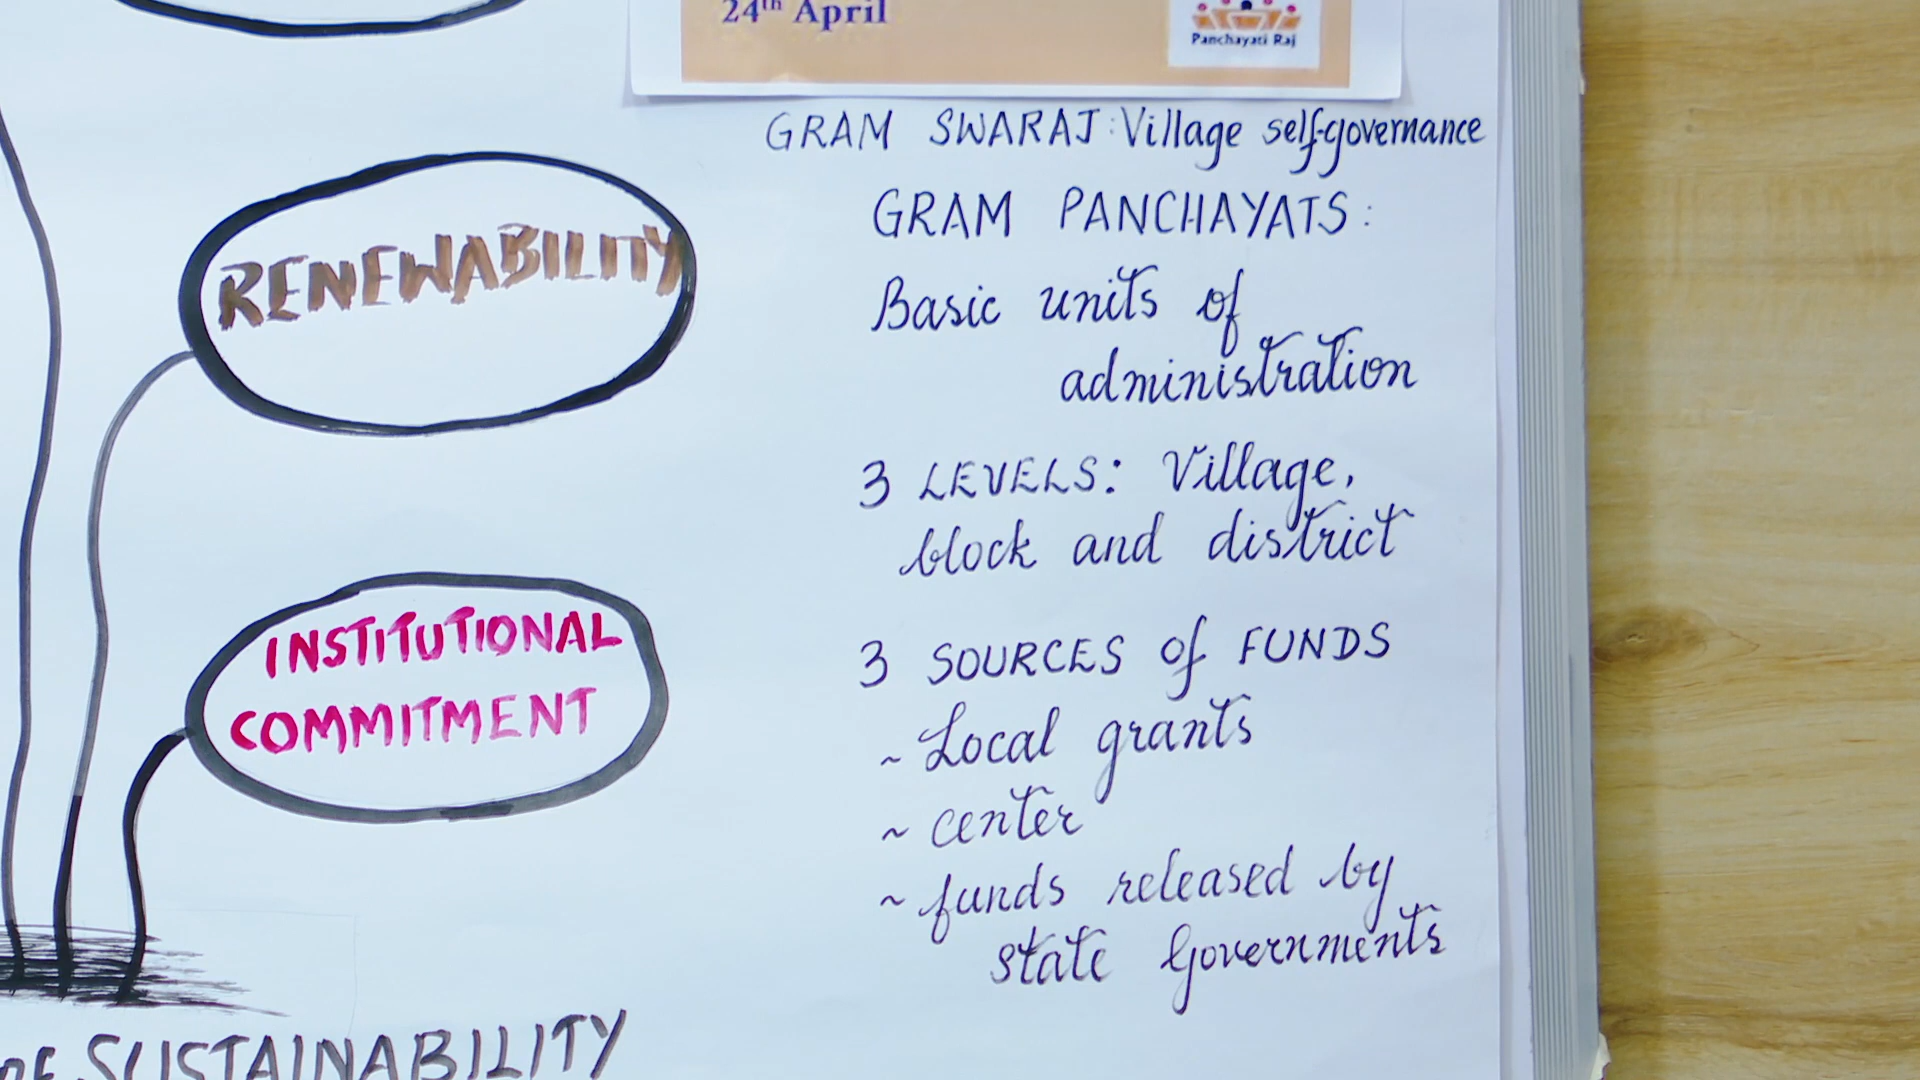 24th April
Panchayati Raj
GRAM SWARAJ: Village self-governance
GRAM PANCHAYATS:
Basic units of
administration
3 LEVELS: Village,
block and district
3 SOURCES of FUNDS
~ Local grants
~ center
~ funds released by
state Governments
RENEWABILITY
INSTITUTIONAL
COMMITMENT
OF SUSTAINABILITY